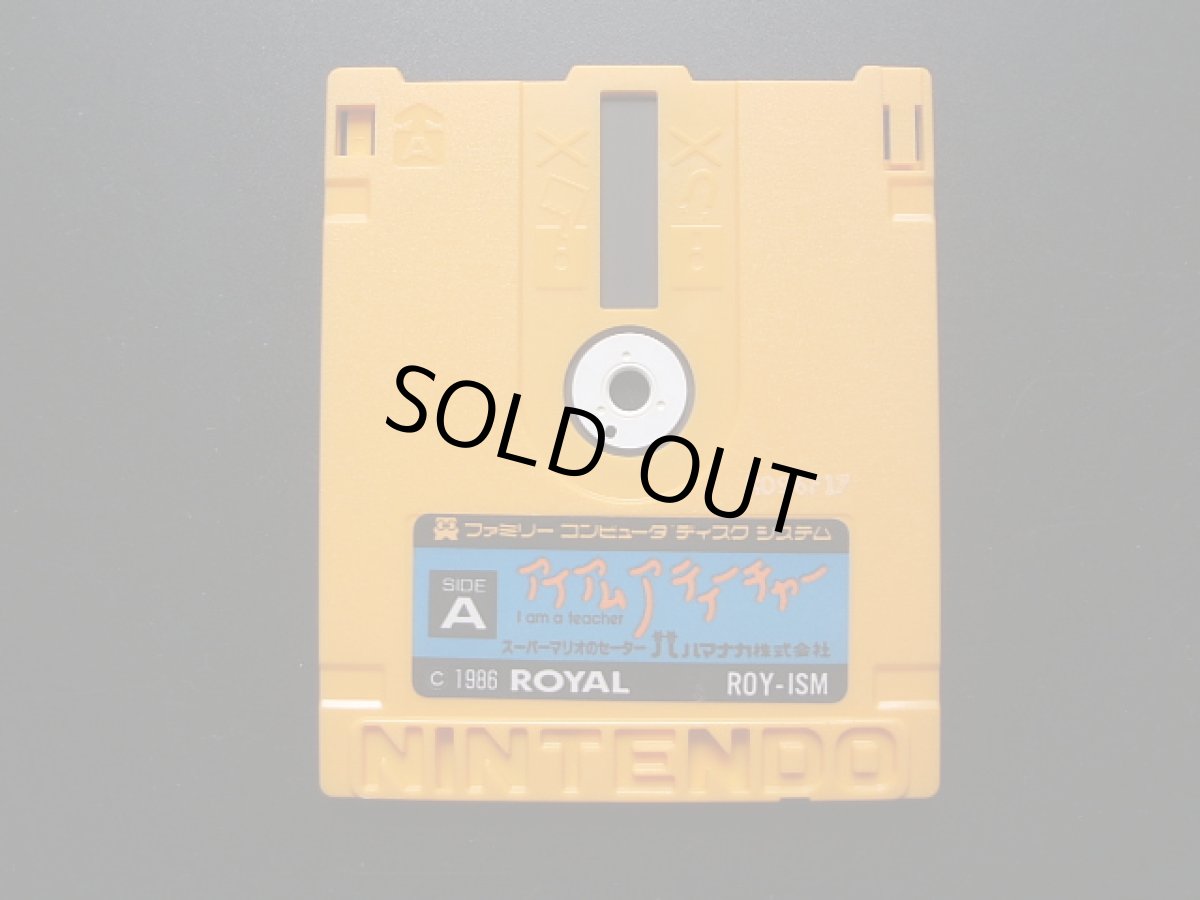 A
SOLD OUT
ファミリー コンピュータ ディスク システム
SIDE
A
アイアムアティーチャー
I am a teacher
スーパーマリオのセーター ハマナカ株式会社
C 1986 ROYAL ROY-ISM
NINTENDO